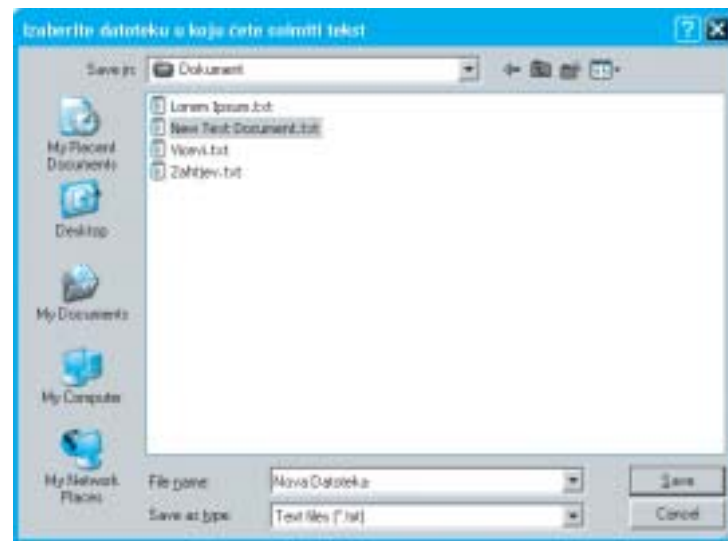 Izaberite datoteku u koju ćete snimiti tekst
Save in: Dokument
Lorem Ipsum.txt
New Text Document.txt
Vicevi.txt
Zahtjev.txt
My Recent
Documents
Desktop
My Documents
My Computer
My Network
Places
File name: Nova Datoteka Save
Save as type: Text files (*.txt) Cancel